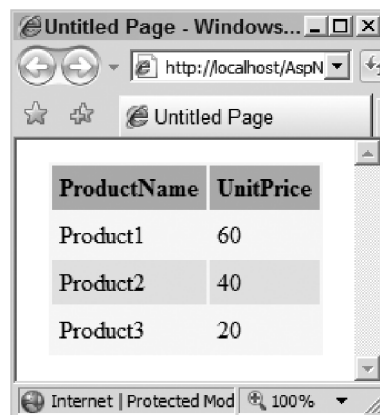 Untitled Page - Windows...
http://localhost/AspN
Untitled Page
ProductName UnitPrice
Product1 60
Product2 40
Product3 20
Internet | Protected Mod 100%